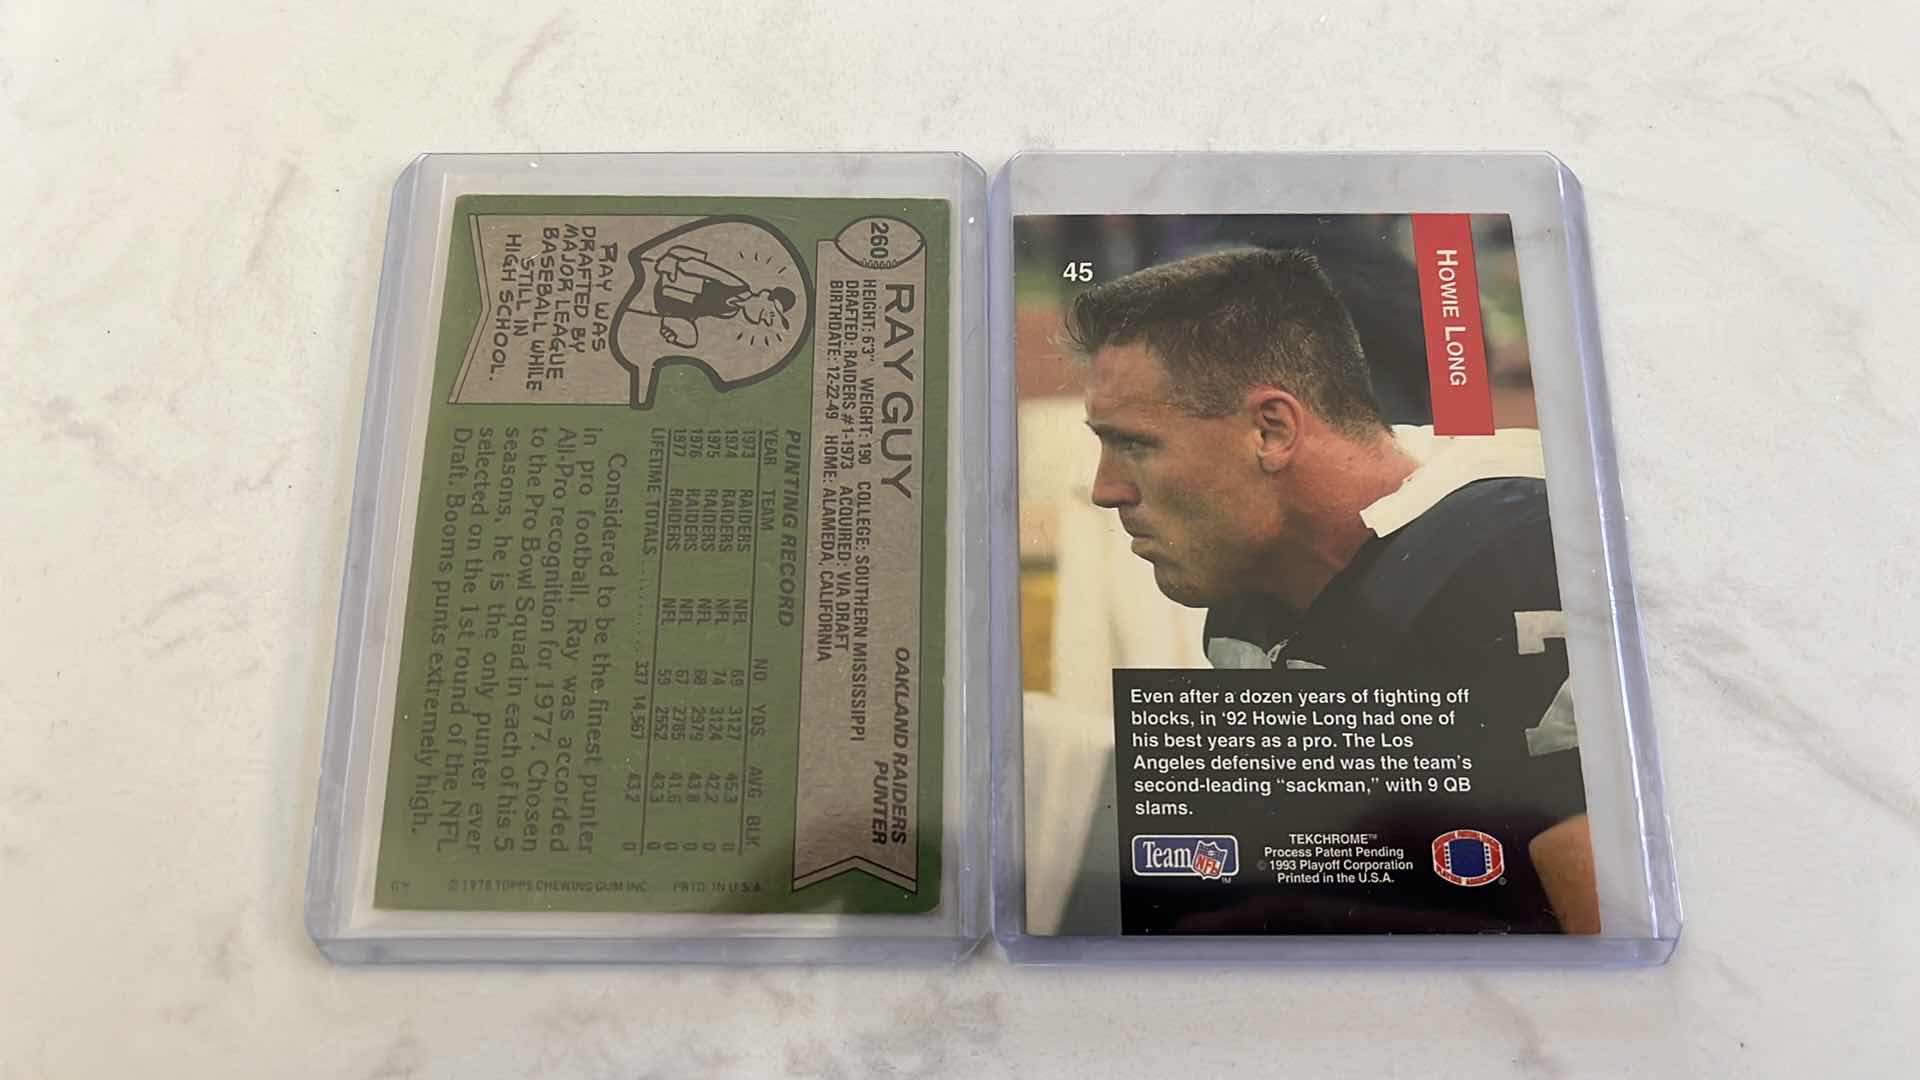 260
RAY GUY
OAKLAND RAIDERS
PUNTER
HEIGHT: 6'3" WEIGHT: 190 COLLEGE: SOUTHERN MISSISSIPPI
DRAFTED: RAIDERS #1-1973 ACQUIRED: VIA DRAFT
BIRTHDATE: 12-22-49 HOME: ALAMEDA, CALIFORNIA
RAY WAS
DRAFTED BY
MAJOR LEAGUE
BASEBALL WHILE
STILL IN
HIGH SCHOOL.
PUNTING RECORD
YEAR TEAM NO. YDS. AVG. BLK.
1973 RAIDERS NFL 69 3127 45.3 0
1974 RAIDERS NFL 74 3124 42.2 0
1975 RAIDERS NFL 68 2979 43.8 0
1976 RAIDERS NFL 67 2785 41.6 0
1977 RAIDERS NFL 59 2552 43.3 0
LIFETIME TOTALS 337 14,567 43.2 0
Considered to be the finest punter
in pro football, Ray was accorded
All-Pro recognition for 1977. Chosen
to the Pro Bowl Squad in each of his 5
seasons, he is the only punter ever
selected on the 1st round of the NFL
Draft. Booms punts extremely high.
© 1978 TOPPS CHEWING GUM INC. PRTD. IN U.S.A.
45
HOWIE LONG
Even after a dozen years of fighting off
blocks, in '92 Howie Long had one of
his best years as a pro. The Los
Angeles defensive end was the team's
second-leading "sackman," with 9 QB
slams.
Team NFL TM
TEKCHROME™
Process Patent Pending
© 1993 Playoff Corporation
Printed in the U.S.A.